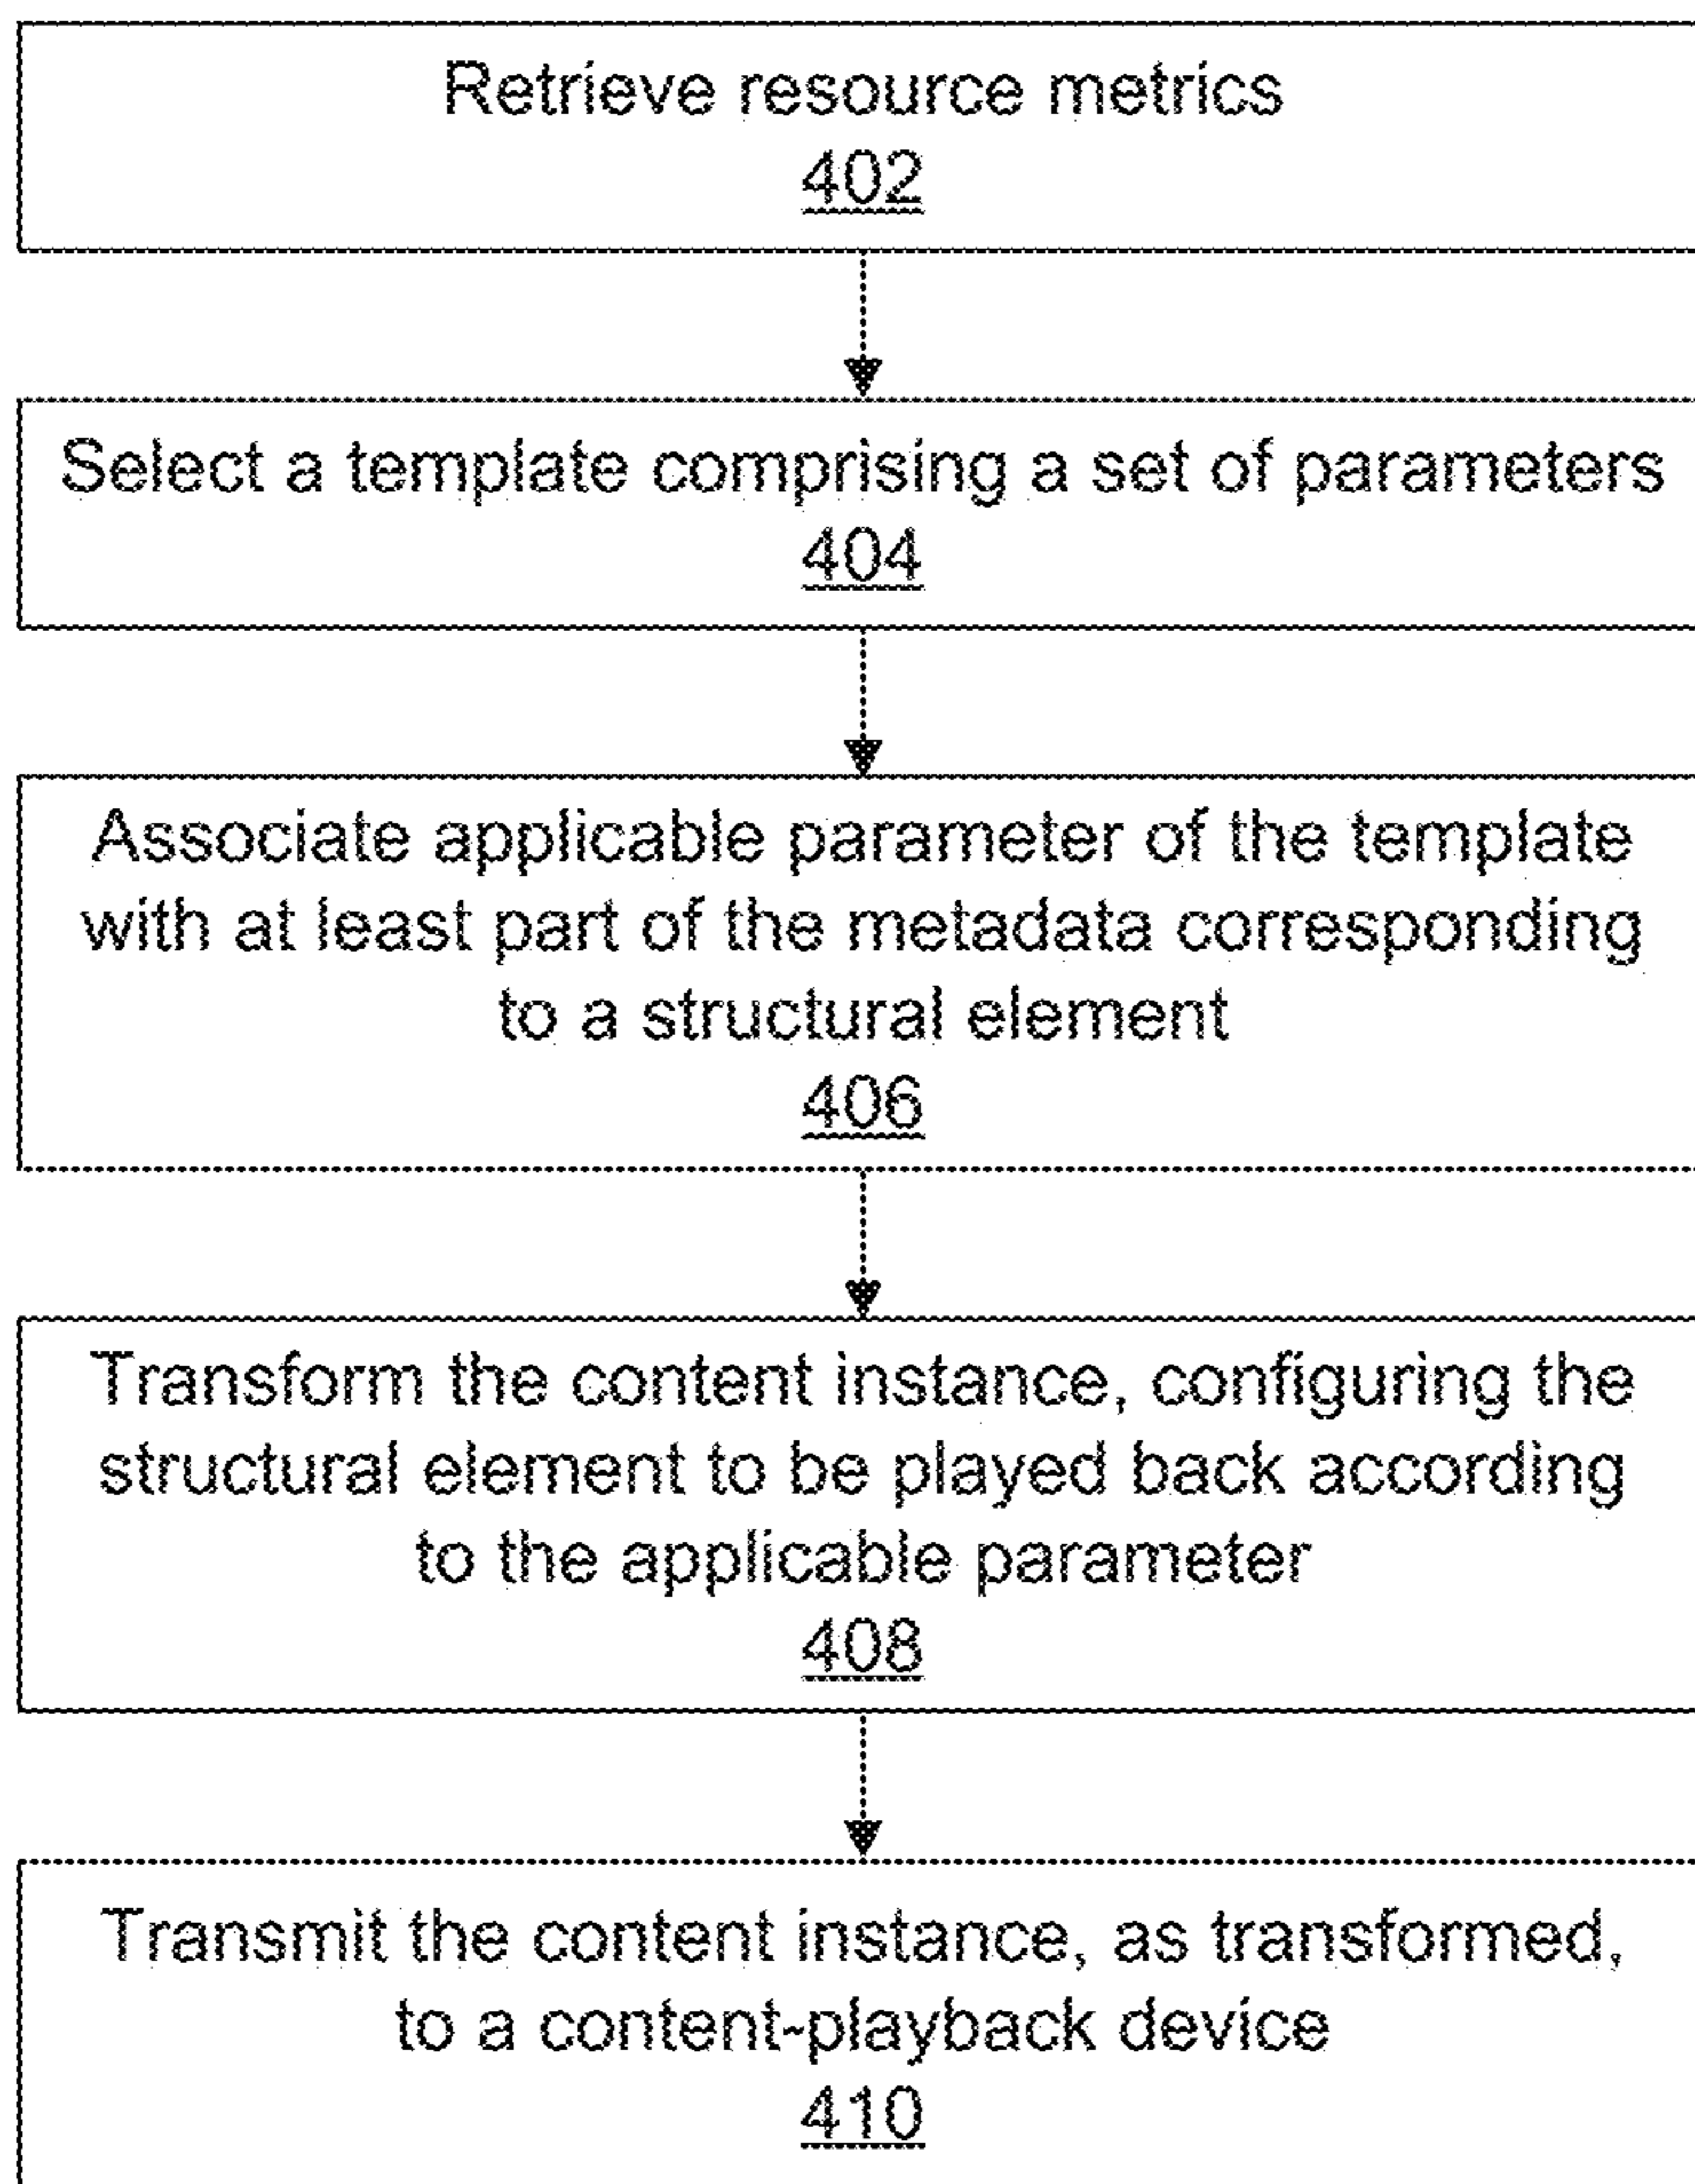 Retrieve resource metrics
402
Select a template comprising a set of parameters
404
Associate applicable parameter of the template
with at least part of the metadata corresponding
to a structural element
406
Transform the content instance, configuring the
structural element to be played back according
to the applicable parameter
408
Transmit the content instance, as transformed,
to a content-playback device
410